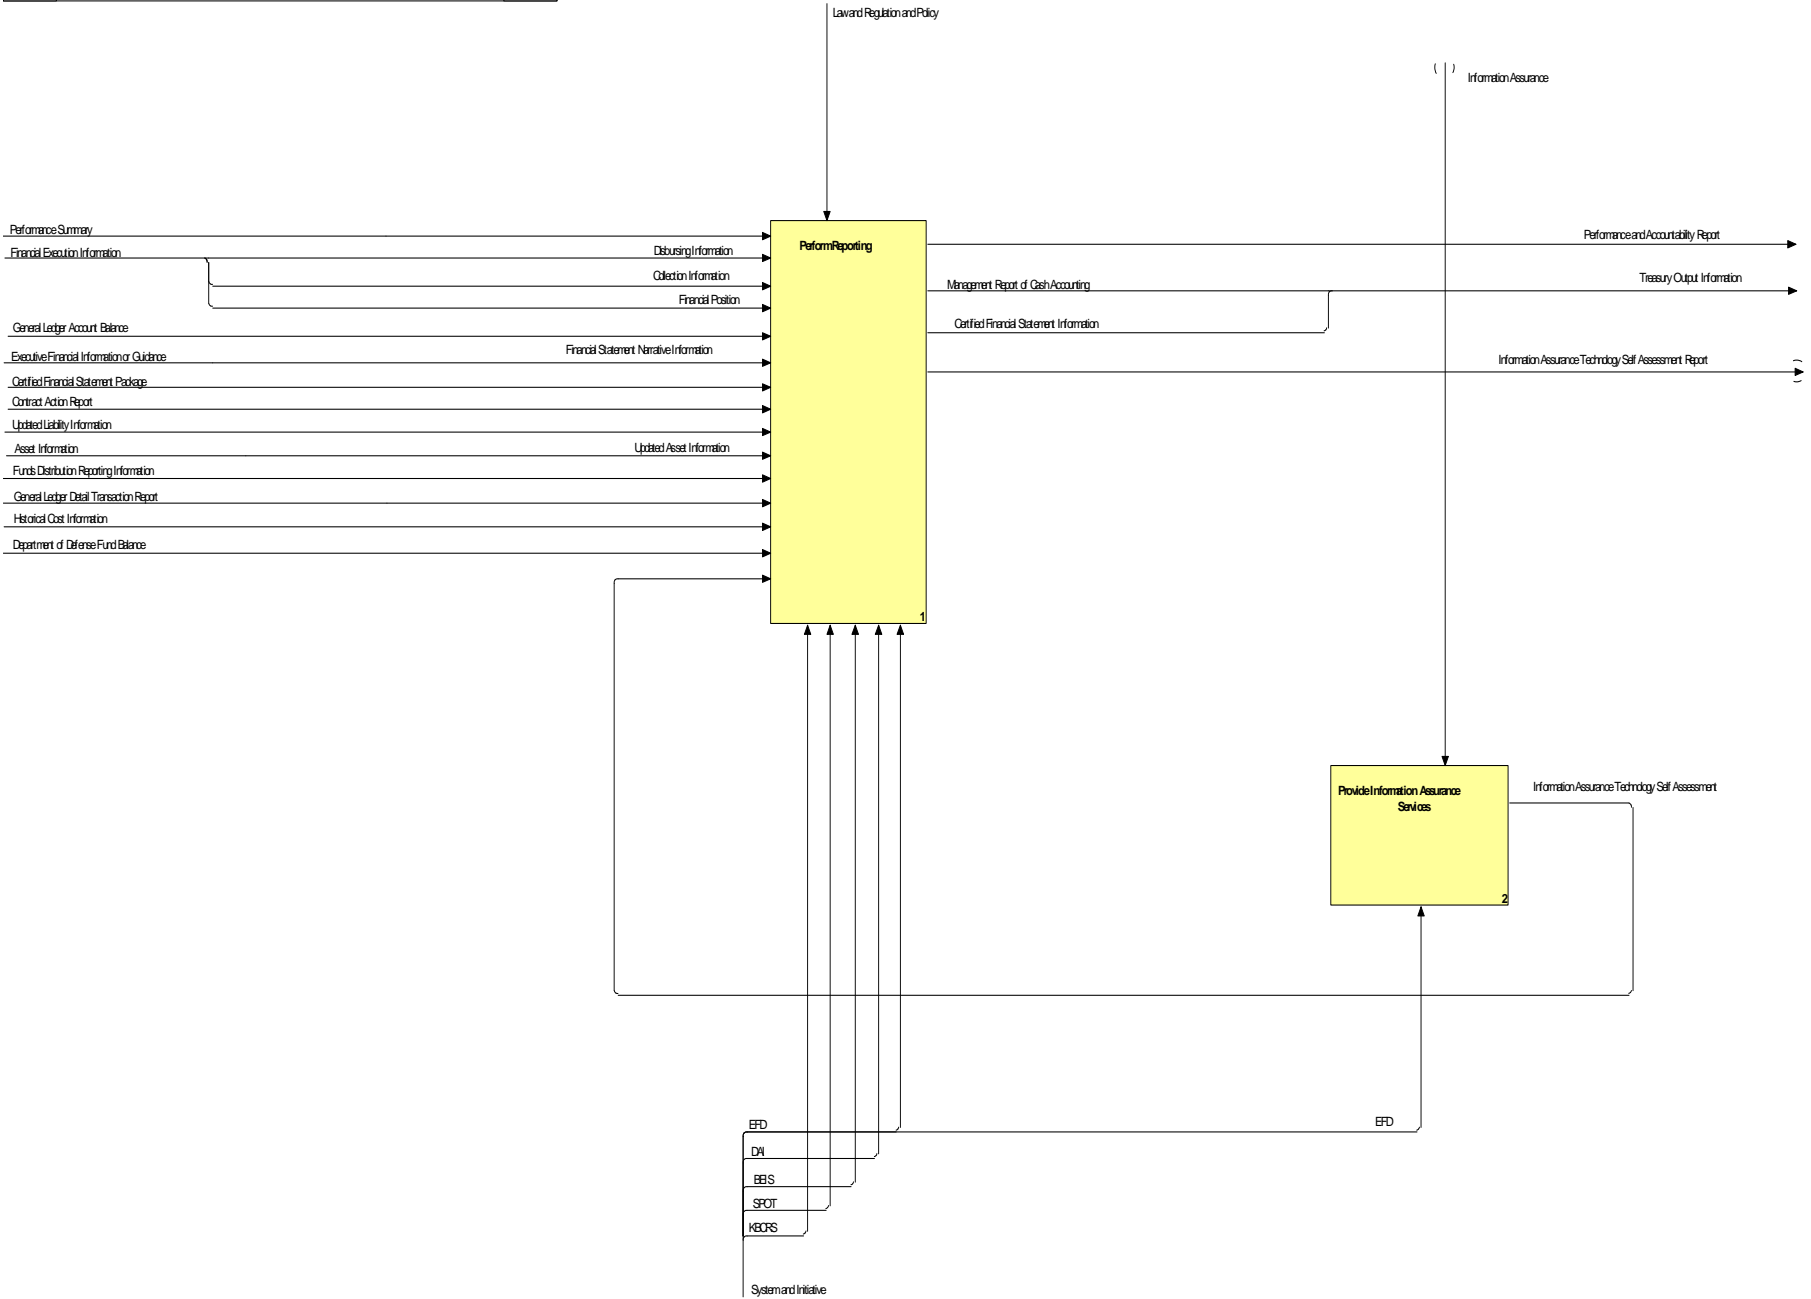 Law and Regulation and Policy
Information Assurance
Performance Summary
Financial Execution Information
Disbursing Information
Collection Information
Financial Position
General Ledger Account Balance
Executive Financial Information or Guidance
Financial Statement Narrative Information
Certified Financial Statement Package
Contract Action Report
Updated Liability Information
Asset Information
Updated Asset Information
Funds Distribution Reporting Information
General Ledger Detail Transaction Report
Historical Cost Information
Department of Defense Fund Balance
Perform Reporting
1
Performance and Accountability Report
Management Report of Cash Accounting
Treasury Output Information
Certified Financial Statement Information
Information Assurance Technology Self Assessment Report
Provide Information Assurance
Services
2
Information Assurance Technology Self Assessment
EFD
EFD
DAI
BEIS
SPOT
KBCRS
System and Initiative